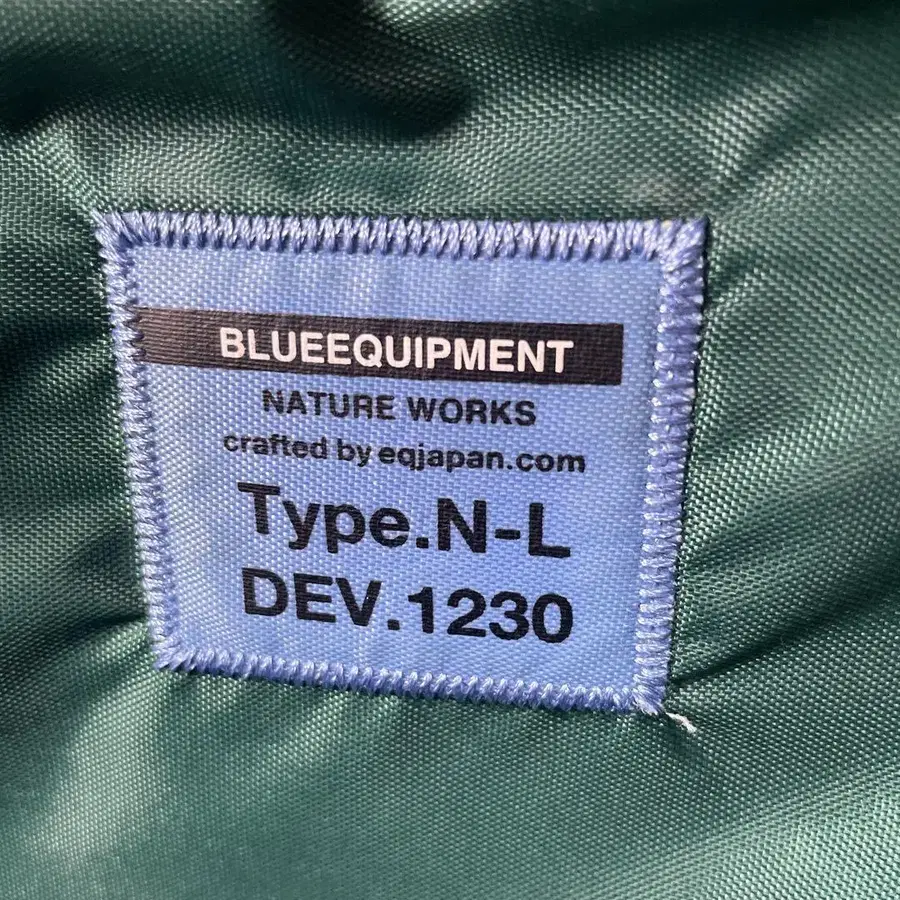 BLUEEQUIPMENT
NATURE WORKS
crafted by eqjapan.com
Type.N-L
DEV.1230